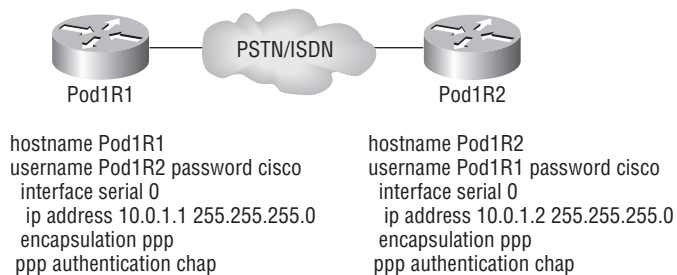 PSTN/ISDN
Pod1R1
Pod1R2
hostname Pod1R1
username Pod1R2 password cisco
interface serial 0
ip address 10.0.1.1 255.255.255.0
encapsulation ppp
ppp authentication chap
hostname Pod1R2
username Pod1R1 password cisco
interface serial 0
ip address 10.0.1.2 255.255.255.0
encapsulation ppp
ppp authentication chap